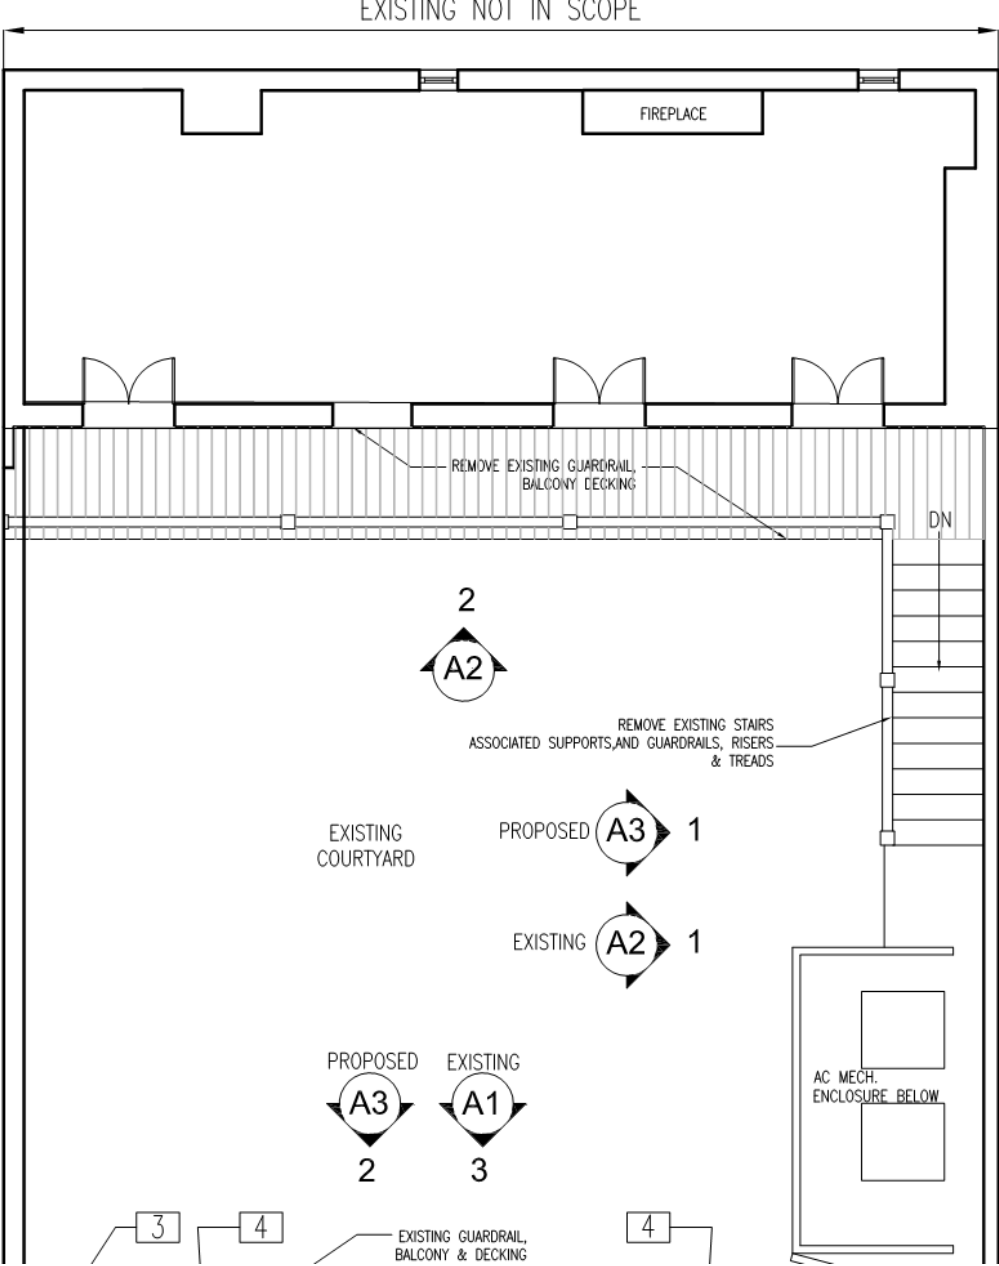 EXISTING NOT IN SCOPE
FIREPLACE
REMOVE EXISTING GUARDRAIL,
BALCONY DECKING
DN
2
A2
REMOVE EXISTING STAIRS
ASSOCIATED SUPPORTS,AND GUARDRAILS, RISERS
& TREADS
EXISTING
COURTYARD
PROPOSED A3 1
EXISTING A2 1
AC MECH.
ENCLOSURE BELOW
PROPOSED
A3
2
EXISTING
A1
3
3
4
4
EXISTING GUARDRAIL,
BALCONY & DECKING